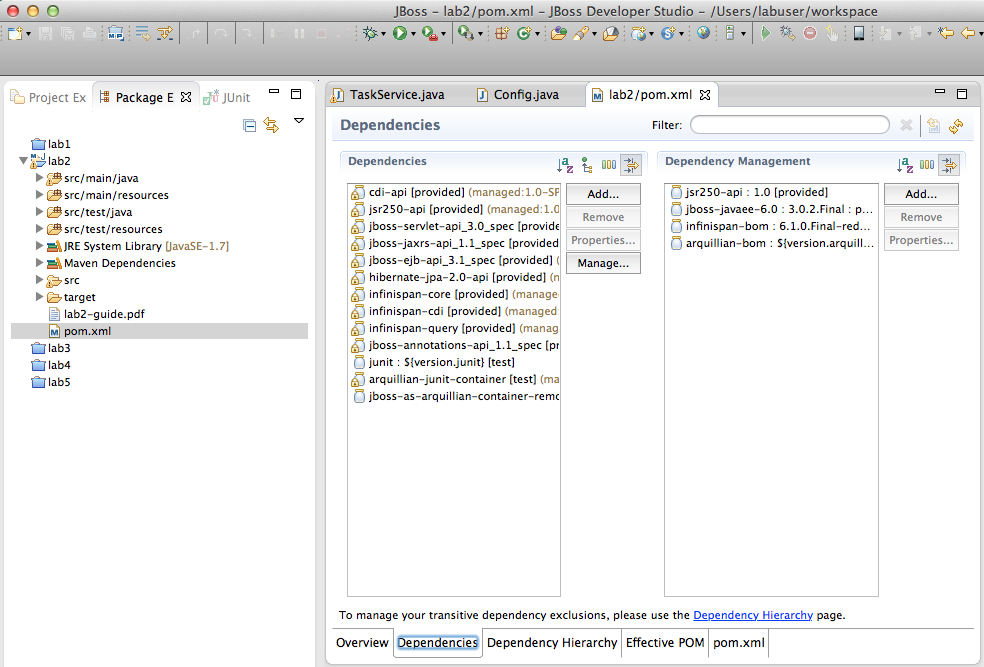 JBoss – lab2/pom.xml – JBoss Developer Studio – /Users/labuser/workspace
Project Ex
Package E
JUnit
TaskService.java
Config.java
lab2/pom.xml
lab1
lab2
src/main/java
src/main/resources
src/test/java
src/test/resources
JRE System Library [JavaSE-1.7]
Maven Dependencies
src
target
lab2-guide.pdf
pom.xml
lab3
lab4
lab5
Dependencies
Filter:
Dependencies
cdi-api [provided] (managed:1.0-SP
jsr250-api [provided] (managed:1.0
jboss-servlet-api_3.0_spec [provide
jboss-jaxrs-api_1.1_spec [provided
jboss-ejb-api_3.1_spec [provided] (
hibernate-jpa-2.0-api [provided] (
infinispan-core [provided] (manage
infinispan-cdi [provided] (managed
infinispan-query [provided] (manag
jboss-annotations-api_1.1_spec [pr
junit : ${version.junit} [test]
arquillian-junit-container [test] (ma
jboss-as-arquillian-container-remo
Add...
Remove
Properties...
Manage...
Dependency Management
jsr250-api : 1.0 [provided]
jboss-javaee-6.0 : 3.0.2.Final : p...
infinispan-bom : 6.1.0.Final-red...
arquillian-bom : ${version.arquill...
Add...
Remove
Properties...
To manage your transitive dependency exclusions, please use the Dependency Hierarchy page.
Overview
Dependencies
Dependency Hierarchy
Effective POM
pom.xml